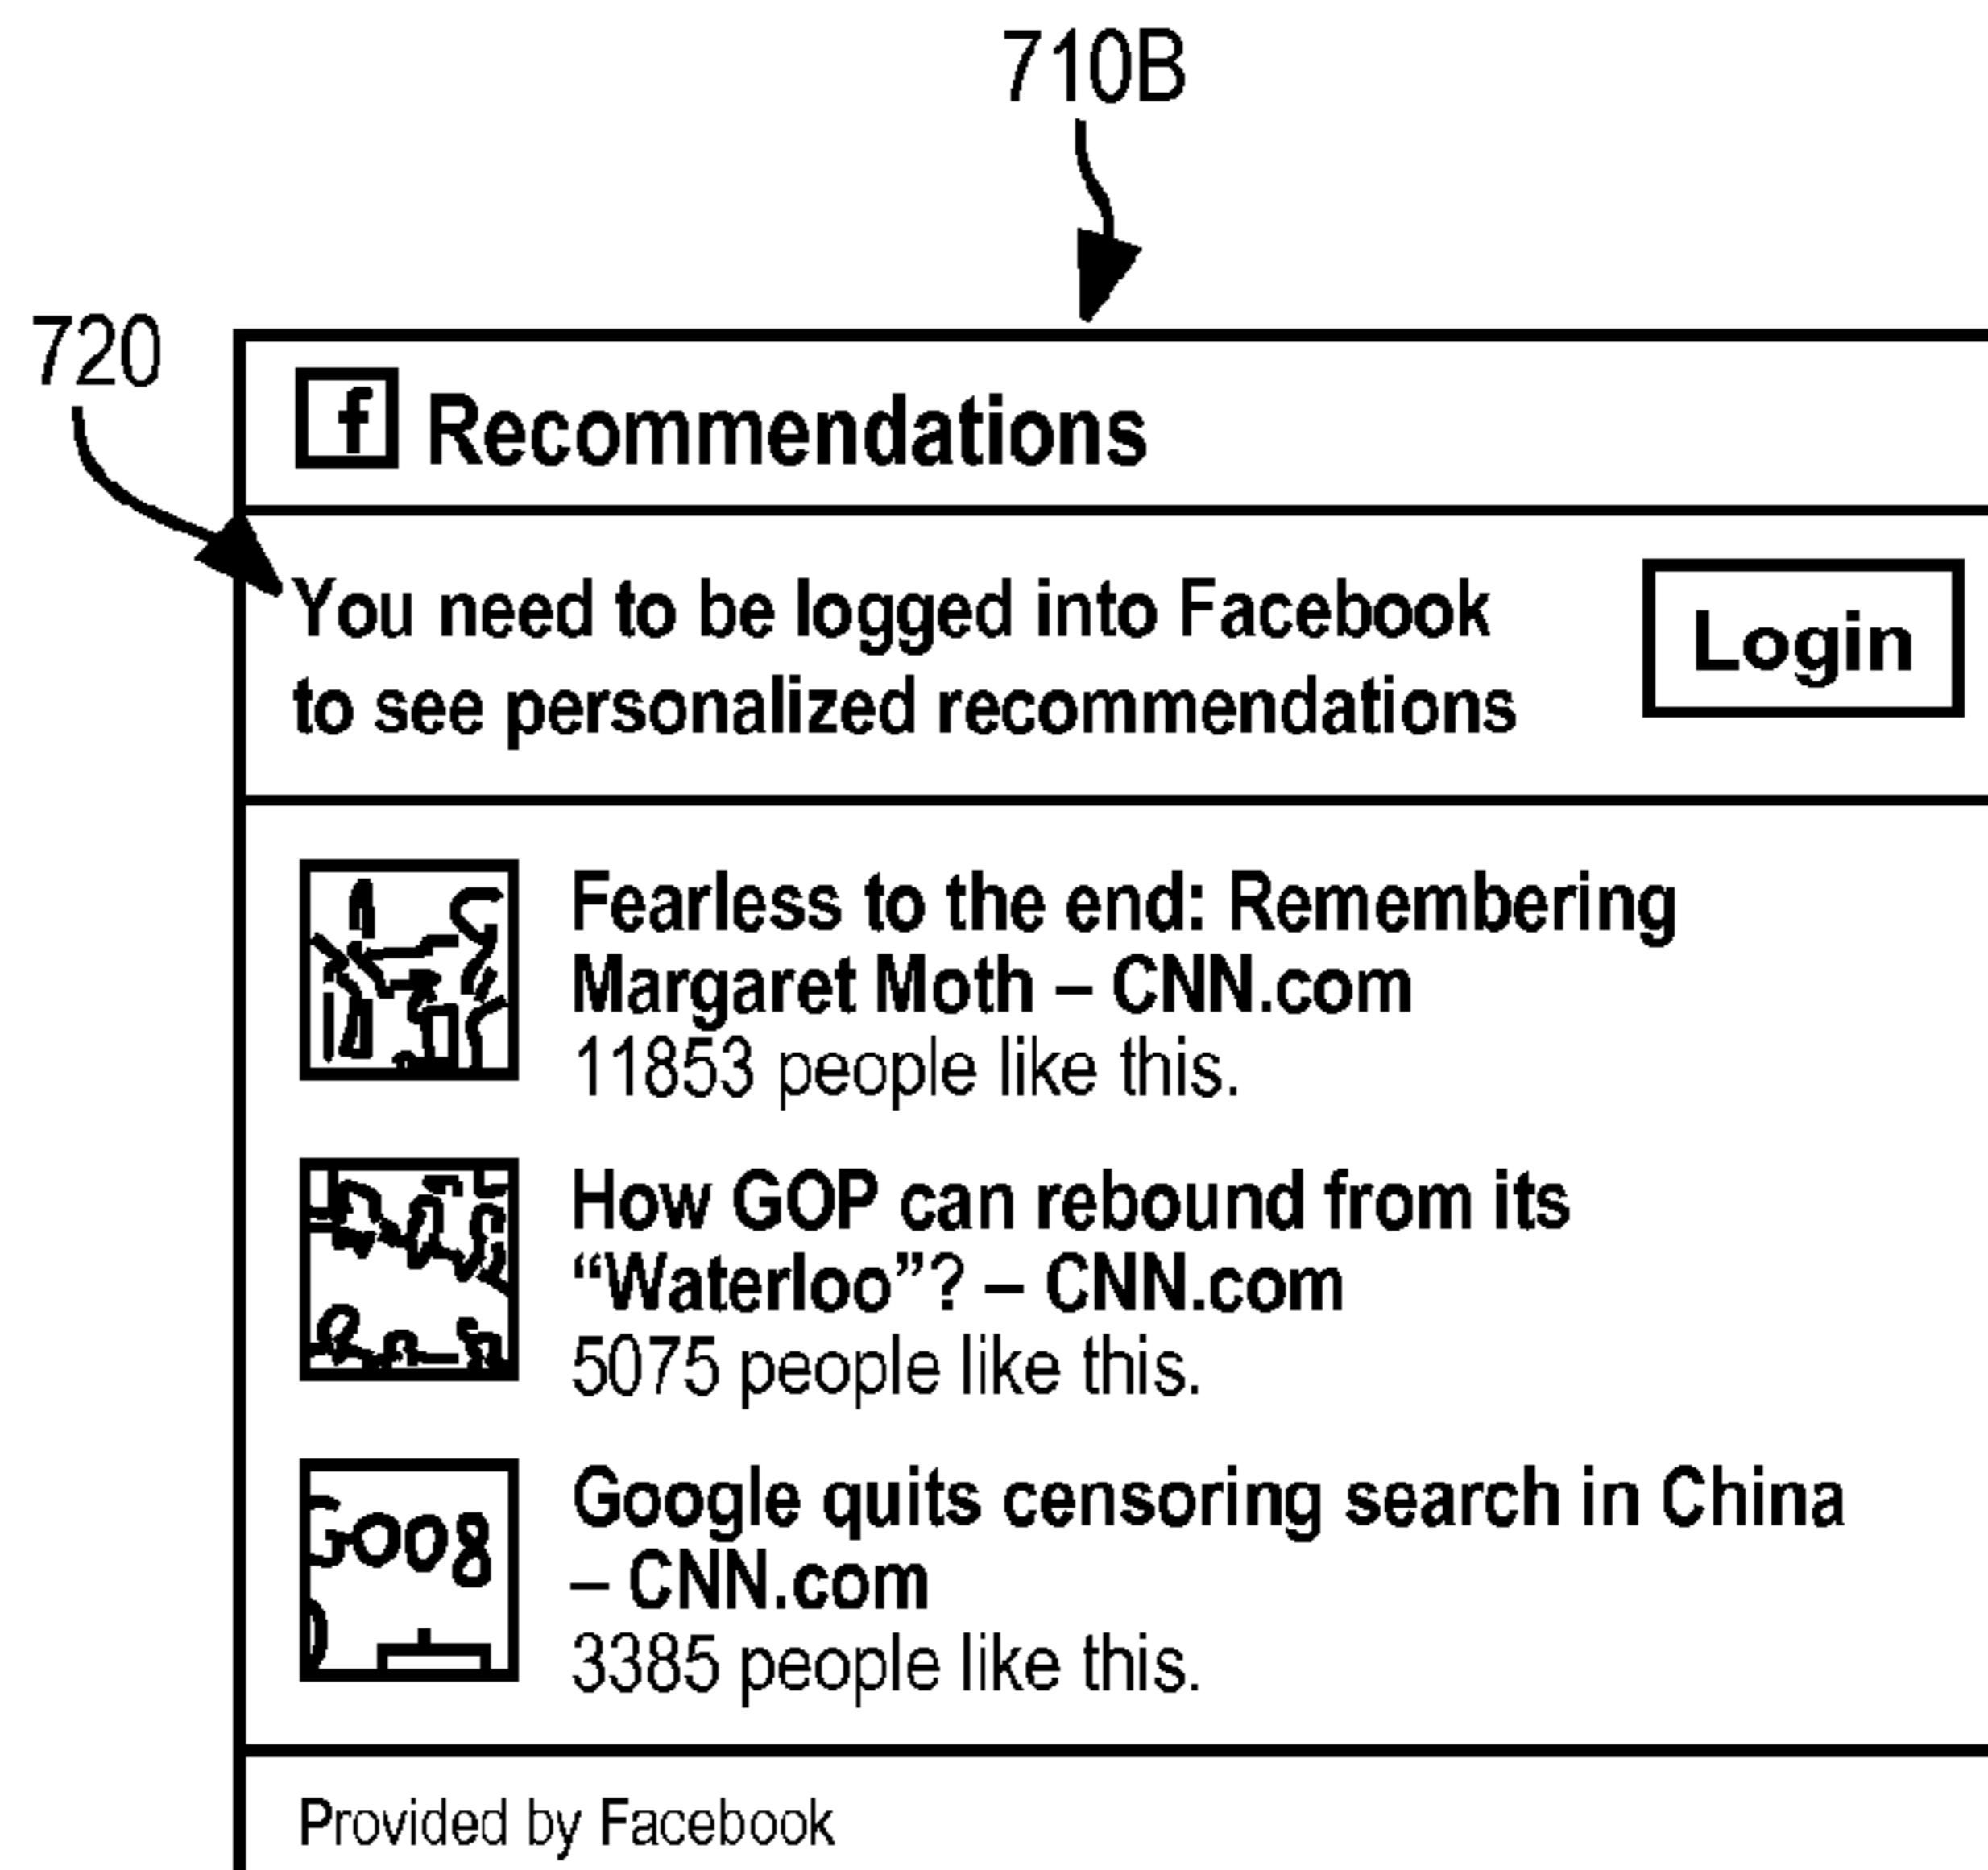 710B
720
f Recommendations
You need to be logged into Facebook
to see personalized recommendations
Login
Fearless to the end: Remembering
Margaret Moth – CNN.com
11853 people like this.
How GOP can rebound from its
“Waterloo”? – CNN.com
5075 people like this.
GOO8
Google quits censoring search in China
– CNN.com
3385 people like this.
Provided by Facebook